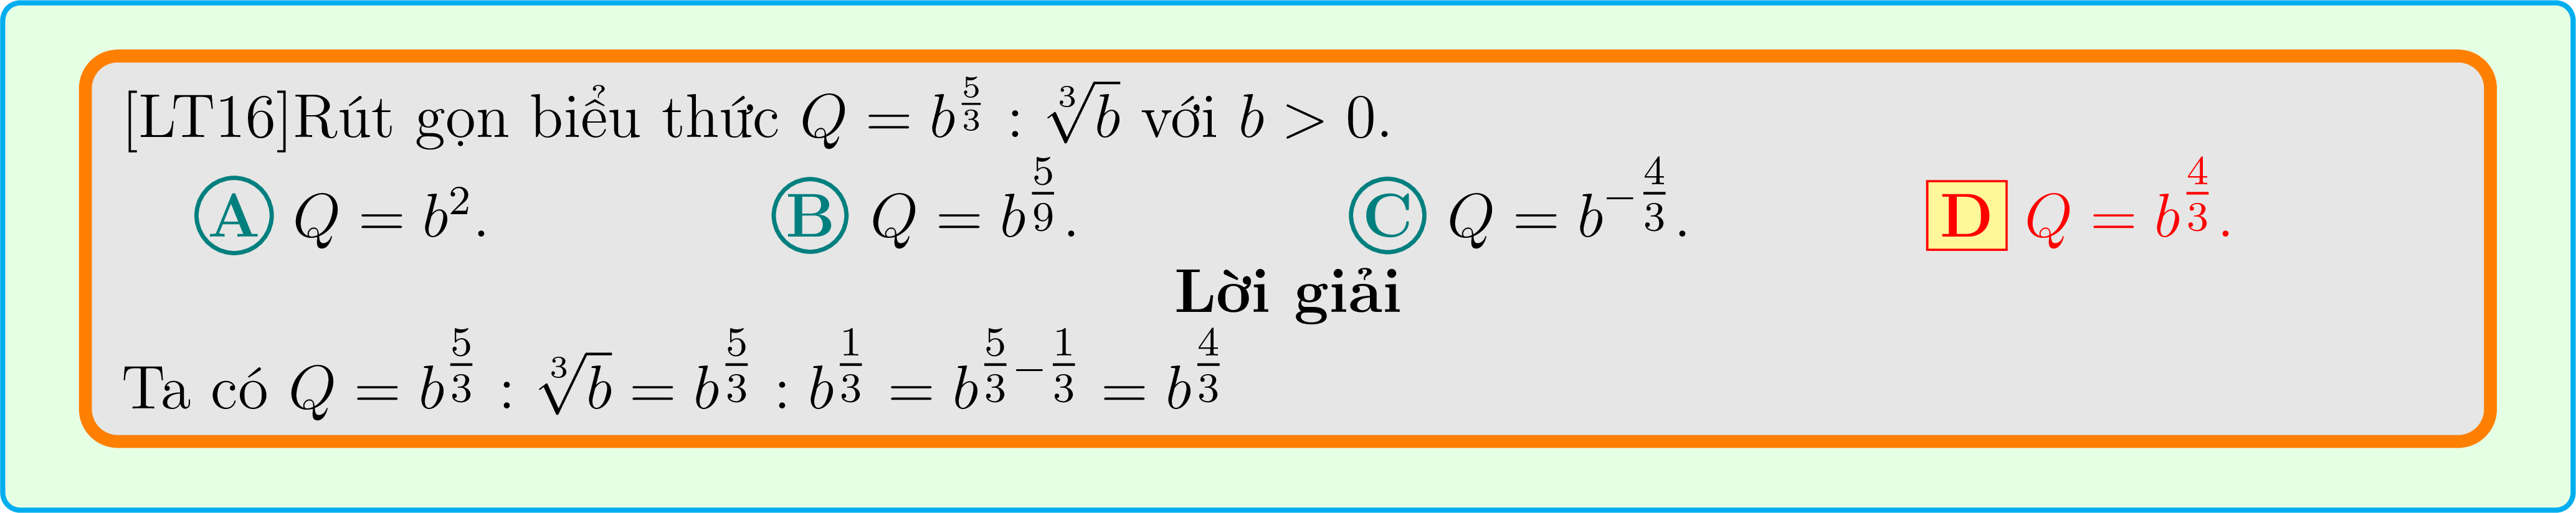 [LT16]Rút gọn biểu thức $Q = b^{\frac{5}{3}} : \sqrt[3]{b}$ với $b > 0$.
A $Q = b^2$. B $Q = b^{\frac{5}{9}}$. C $Q = b^{-\frac{4}{3}}$. D $Q = b^{\frac{4}{3}}$.
Lời giải
Ta có $Q = b^{\frac{5}{3}} : \sqrt[3]{b} = b^{\frac{5}{3}} : b^{\frac{1}{3}} = b^{\frac{5}{3}-\frac{1}{3}} = b^{\frac{4}{3}}$